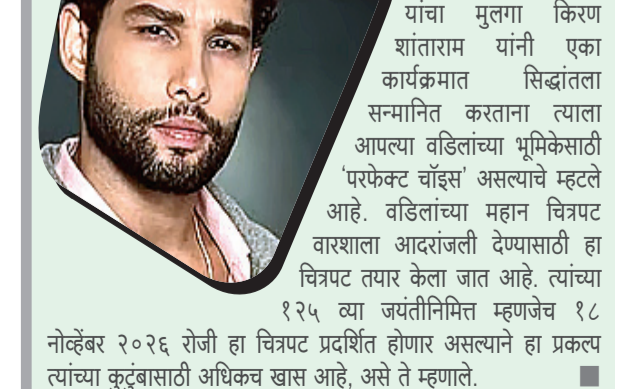 यांचा मुलगा किरण
शांताराम यांनी एका
कार्यक्रमात सिद्धांतला
सन्मानित करताना त्याला
आपल्या वडिलांच्या भूमिकेसाठी
‘परफेक्ट चॉइस’ असल्याचे म्हटले
आहे. वडिलांच्या महान चित्रपट
वारशाला आदरांजली देण्यासाठी हा
चित्रपट तयार केला जात आहे. त्यांच्या
१२५ व्या जयंतीनिमित्त म्हणजेच १८
नोव्हेंबर २०२६ रोजी हा चित्रपट प्रदर्शित होणार असल्याने हा प्रकल्प
त्यांच्या कुटुंबासाठी अधिकच खास आहे, असे ते म्हणाले.